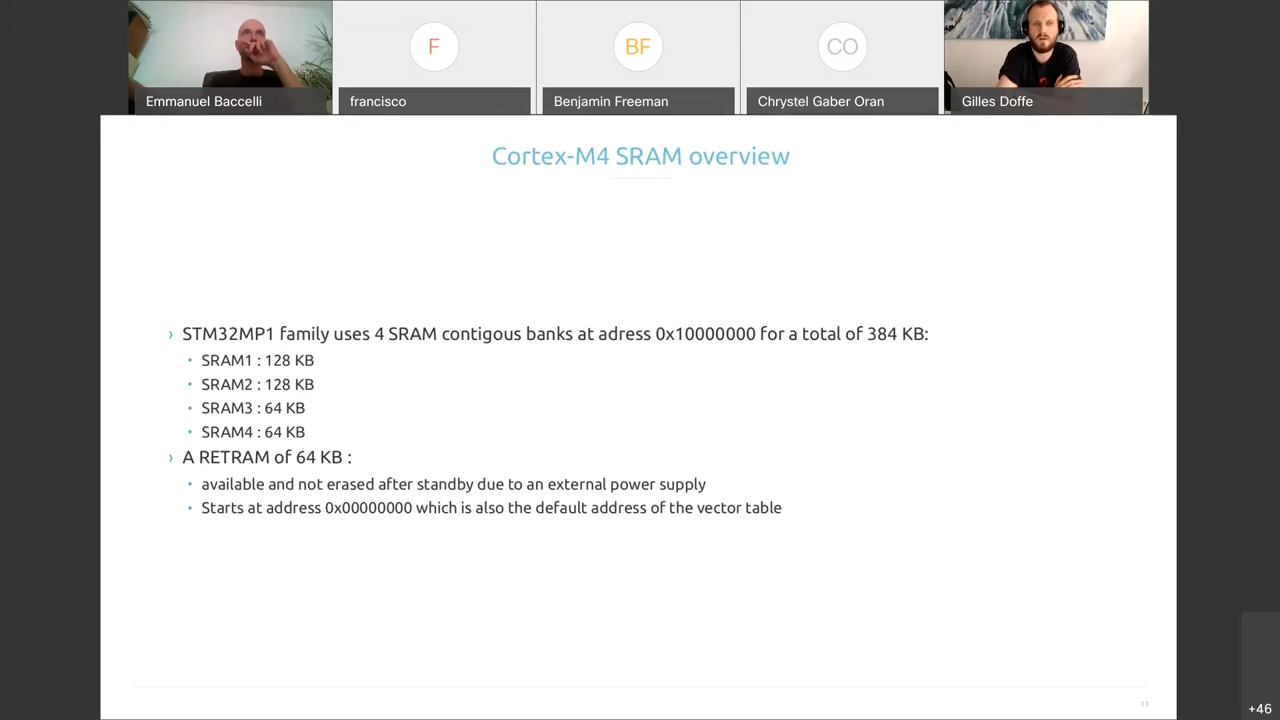 F
BF
CO
Emmanuel Baccelli
francisco
Benjamin Freeman
Chrystel Gaber Oran
Gilles Doffe
Cortex-M4 SRAM overview
› STM32MP1 family uses 4 SRAM contigous banks at adress 0x10000000 for a total of 384 KB:
• SRAM1 : 128 KB
• SRAM2 : 128 KB
• SRAM3 : 64 KB
• SRAM4 : 64 KB
› A RETRAM of 64 KB :
• available and not erased after standby due to an external power supply
• Starts at address 0x00000000 which is also the default address of the vector table
11
+46